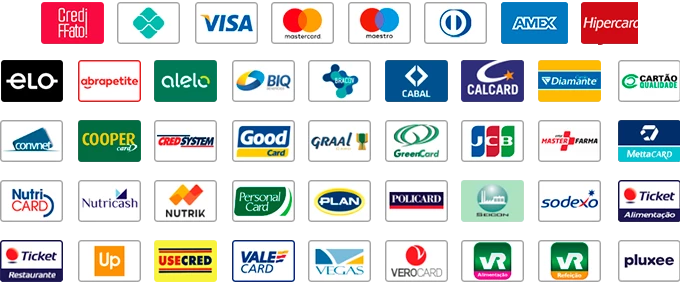 Credi
FFato!
VISA
mastercard
maestro
AMEX
Hipercard
elo
abrapetite
alelo
BIQ
BRACON
CABAL
CALCARD
Diamante
CARTÃO
QUALIDADE
convnet
COOPER
card
CREDSYSTEM
Good
Card
GRAAL
GreenCard
JCB
MASTER FARMA
MettaCARD
Nutri
CARD
Nutricash
NUTRIK
Personal
Card
PLAN
POLICARD
SEICON
sodexo
Ticket
Alimentação
Ticket
Restaurante
Up
USECRED
VALE
CARD
VEGAS
VEROCARD
VR
Alimentação
VR
Refeição
pluxee